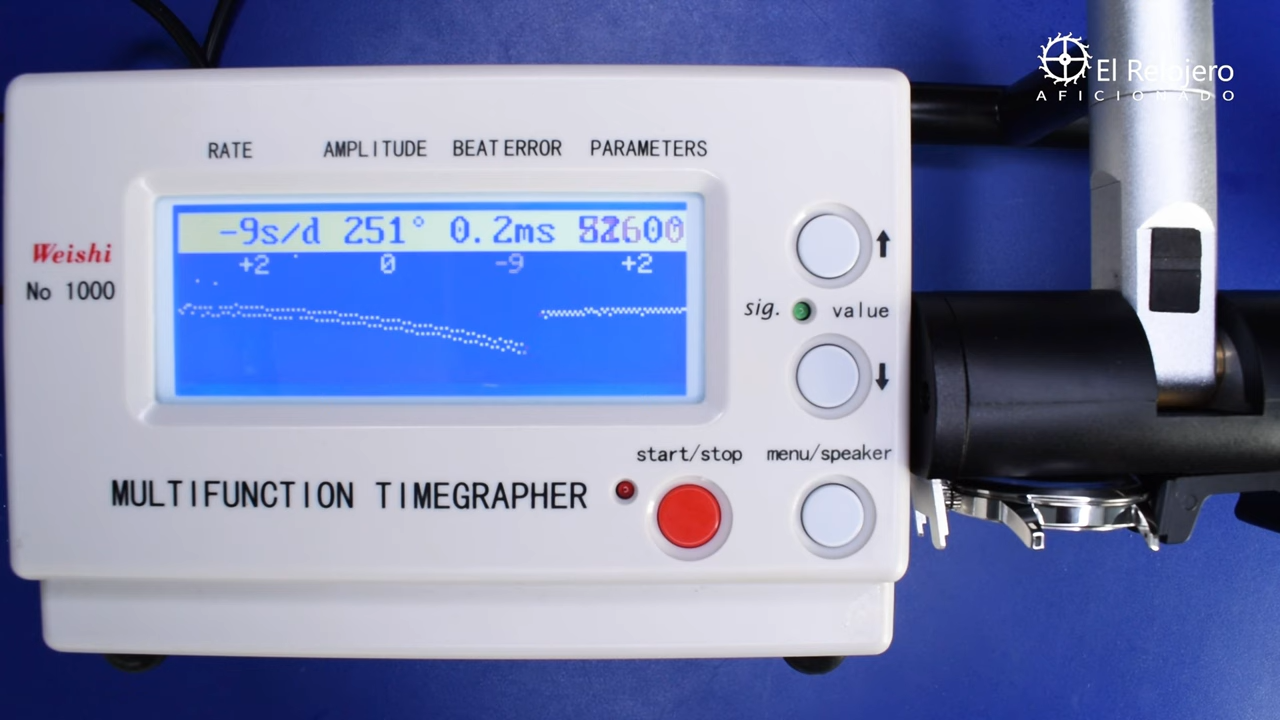 El Relojero
AFICIONADO
RATE AMPLITUDE BEAT ERROR PARAMETERS
-9s/d 251° 0.2ms
+2 0 -9 +2
Weishi
No 1000
sig. value
start/stop menu/speaker
MULTIFUNCTION TIMEGRAPHER